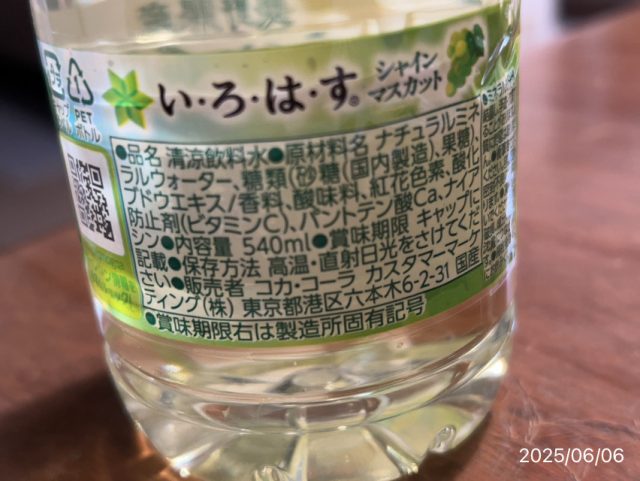 い・ろ・は・す® シャイン
マスカット
PET
ボトル
●品名 清涼飲料水●原材料名 ナチュラルミネ
ラルウォーター、糖類(砂糖(国内製造)、果糖)、
ブドウエキス/香料、酸味料、紅花色素、酸化
防止剤(ビタミンC)、パントテン酸Ca、ナイア
シン●内容量 540ml●賞味期限 キャップに
記載●保存方法 高温・直射日光をさけてくだ
さい●販売者 コカ・コーラ カスタマーマーケ
ティング(株) 東京都港区六本木6-2-31 国産
●賞味期限右は製造所固有記号
2025/06/06